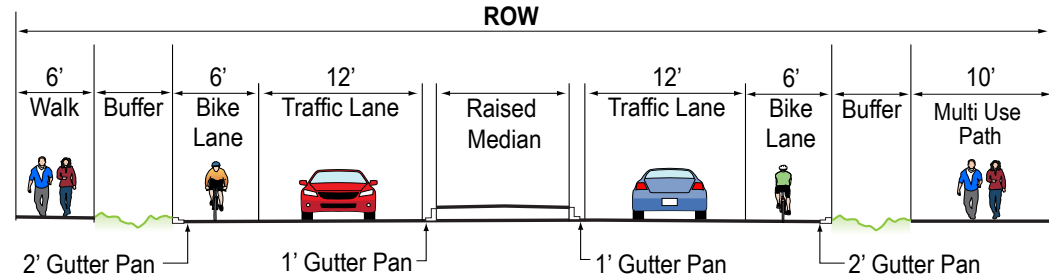 ROW
6’ 6’ 12’ 12’ 6’ 10’
Walk Buffer Bike Lane Traffic Lane Raised Median Traffic Lane Bike Lane Buffer Multi Use Path
2’ Gutter Pan 1’ Gutter Pan 1’ Gutter Pan 2’ Gutter Pan